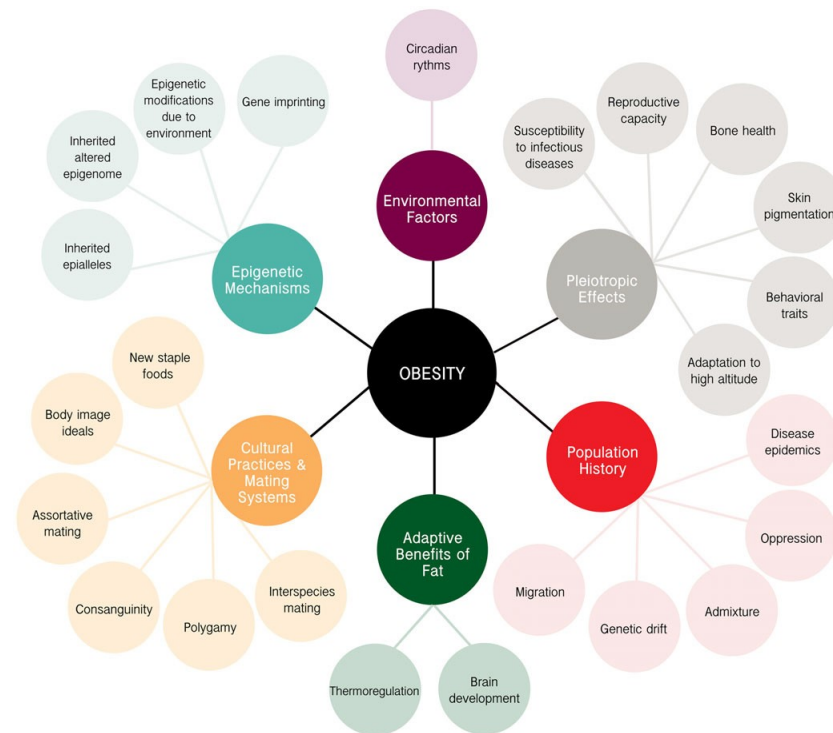 Circadian
rythms
Environmental
Factors
Epigenetic
modifications
due to
environment
Gene imprinting
Inherited
altered
epigenome
Inherited
epialleles
Epigenetic
Mechanisms
Susceptibility
to infectious
diseases
Reproductive
capacity
Bone health
Skin
pigmentation
Behavioral
traits
Adaptation to
high altitude
Pleiotropic
Effects
OBESITY
New staple
foods
Body image
ideals
Assortative
mating
Consanguinity
Polygamy
Interspecies
mating
Cultural
Practices &
Mating
Systems
Adaptive
Benefits of
Fat
Thermoregulation
Brain
development
Population
History
Disease
epidemics
Oppression
Admixture
Genetic drift
Migration